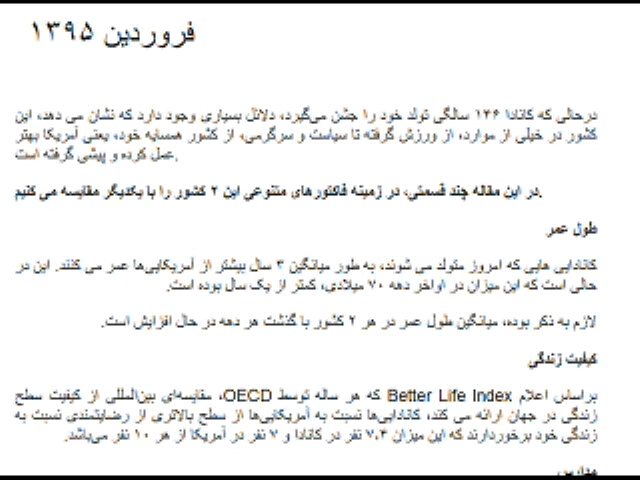 فروردین ۱۳۹۵
درحالی که کانادا ۱۴۶ سالگی تولد خود را جشن می‌گیرد، دلائل بسیاری وجود دارد که نشان می دهد، این
کشور در خیلی از موارد، از ورزش گرفته تا سیاست و سرگرمی، از کشور همسایه خود، یعنی آمریکا بهتر
عمل کرده و پیشی گرفته است.
در این مقاله چند قسمتی، در زمینه فاکتورهای متنوعی این ۲ کشور را با یکدیگر مقایسه می کنیم.
طول عمر
کانادایی هایی که امروز متولد می شوند، به طور میانگین ۳ سال بیشتر از آمریکایی‌ها عمر می کنند. این در
حالی است که این میزان در اواخر دهه ۷۰ میلادی، کمتر از یک سال بوده است.
لازم به ذکر بوده، میانگین طول عمر در هر ۲ کشور با گذشت هر دهه در حال افزایش است.
کیفیت زندگی
براساس اعلام Better Life Index که هر ساله توسط OECD، مقایسه‌ای بین‌المللی از کیفیت سطح
زندگی در جهان ارائه می کند، کانادایی‌ها نسبت به آمریکایی‌ها از سطح بالاتری از رضایتمندی نسبت به
زندگی خود برخوردارند که این میزان ۷،۴ نفر در کانادا و ۷ نفر در آمریکا از هر ۱۰ نفر می‌باشد.
مدارس